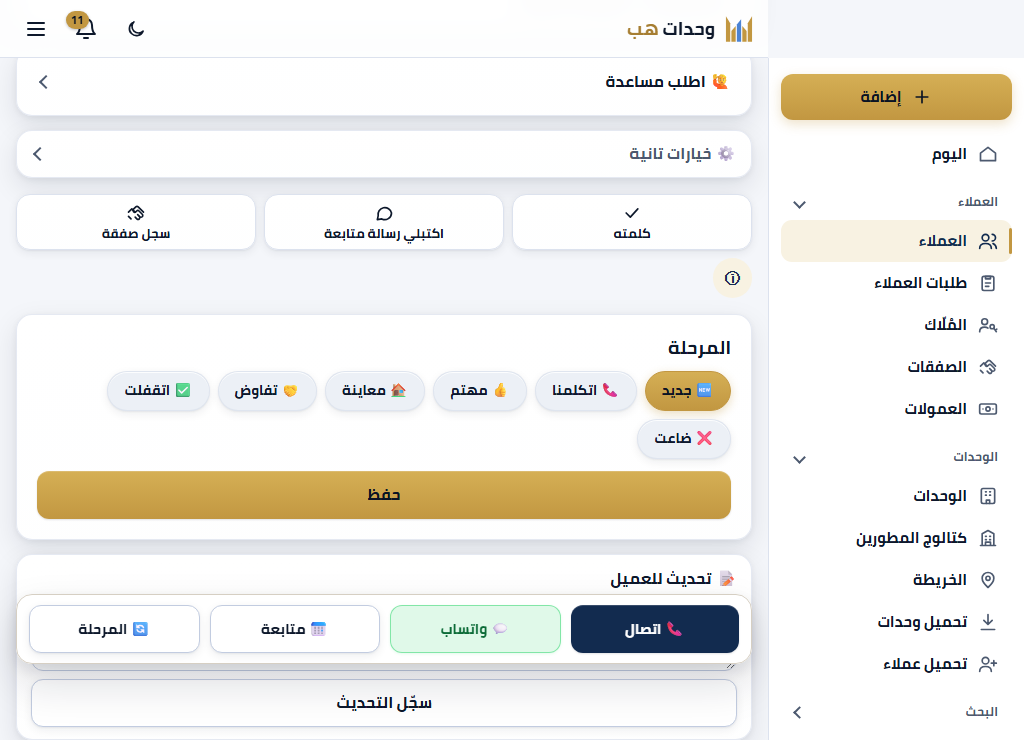 وحدات هب
11
🙋 اطلب مساعدة
⚙️ خيارات تانية
كلمته
اكتبلي رسالة متابعة
سجل صفقة
المرحلة
🆕 جديد
📞 اتكلمنا
👍 مهتم
🏠 معاينة
🤝 تفاوض
✅ اتقفلت
❌ ضاعت
حفظ
📝 تحديث للعميل
📞 اتصال
💬 واتساب
📅 متابعة
🔄 المرحلة
سجّل التحديث
+ إضافة
اليوم
العملاء
العملاء
طلبات العملاء
المُلّاك
الصفقات
العمولات
الوحدات
الوحدات
كتالوج المطورين
الخريطة
تحميل وحدات
تحميل عملاء
البحث